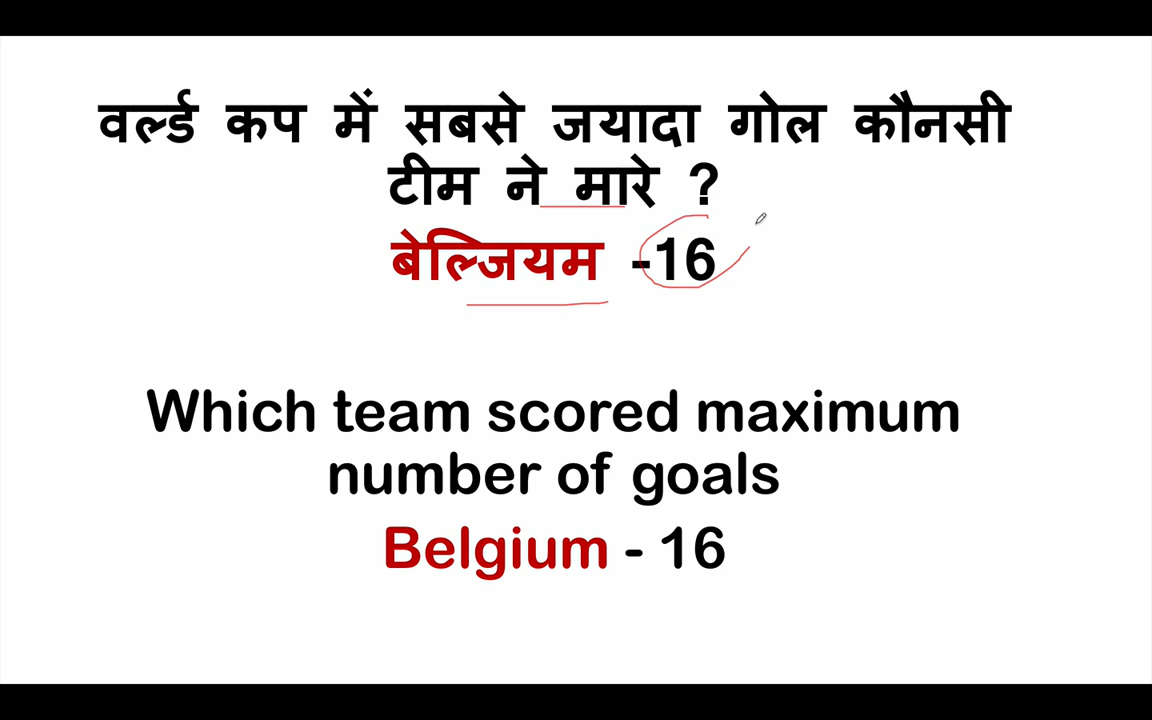 वर्ल्ड कप में सबसे जयादा गोल कौनसी
टीम ने मारे ?
बेल्जियम -16
Which team scored maximum
number of goals
Belgium - 16